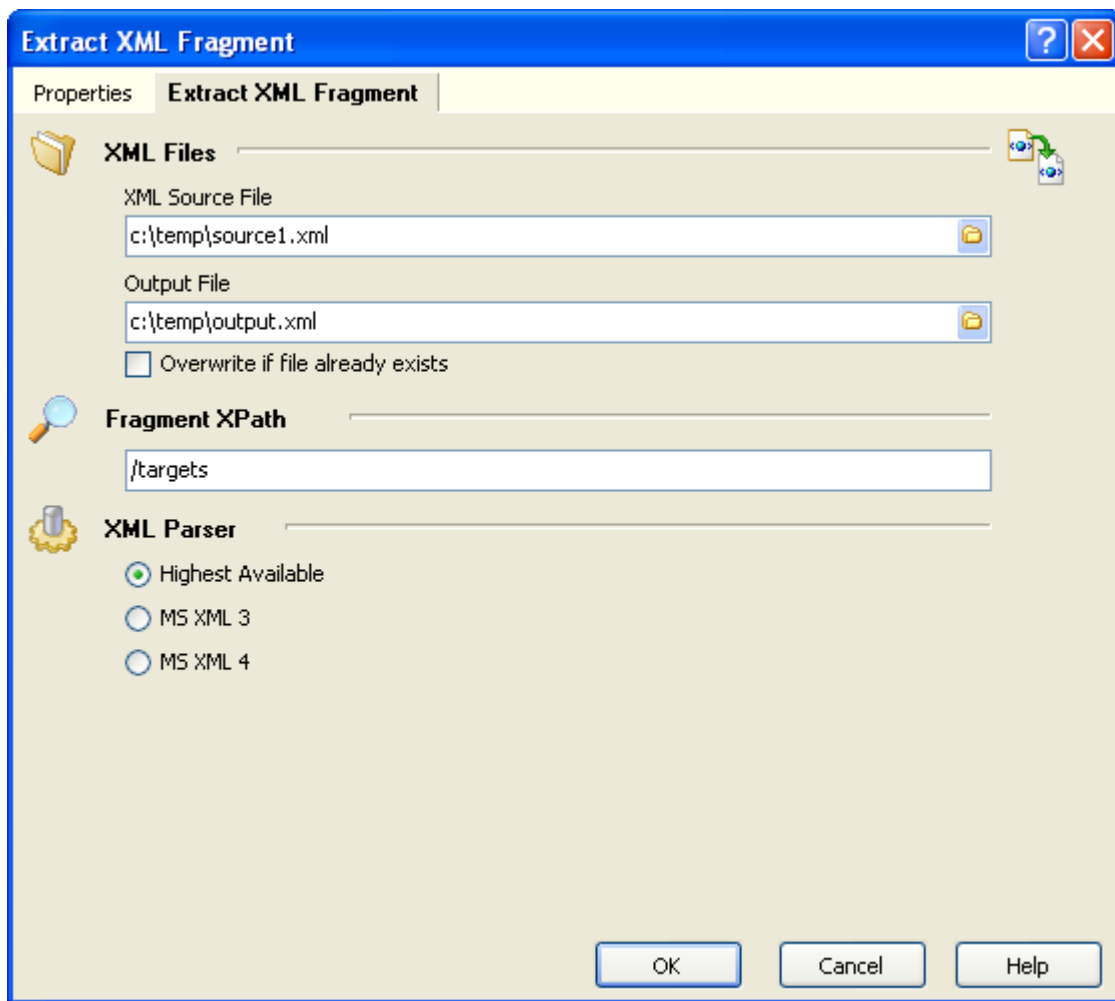 Extract XML Fragment
Properties Extract XML Fragment
XML Files
XML Source File
c:\temp\source1.xml
Output File
c:\temp\output.xml
Overwrite if file already exists
Fragment XPath
/targets
XML Parser
Highest Available
MS XML 3
MS XML 4
OK Cancel Help